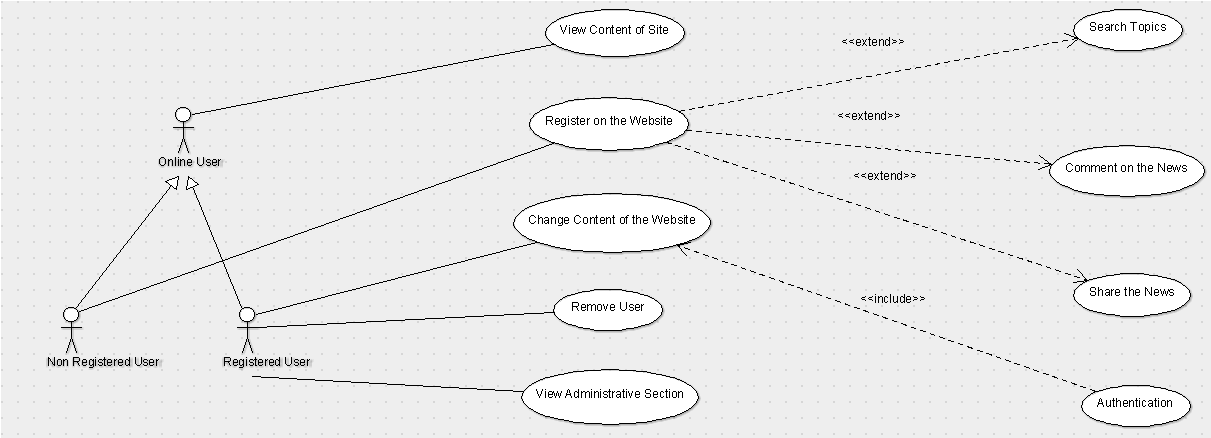 View Content of Site
Search Topics
<<extend>>
Register on the Website
<<extend>>
Online User
Comment on the News
<<extend>>
Change Content of the Website
Share the News
<<include>>
Remove User
Non Registered User
Registered User
View Administrative Section
Authentication